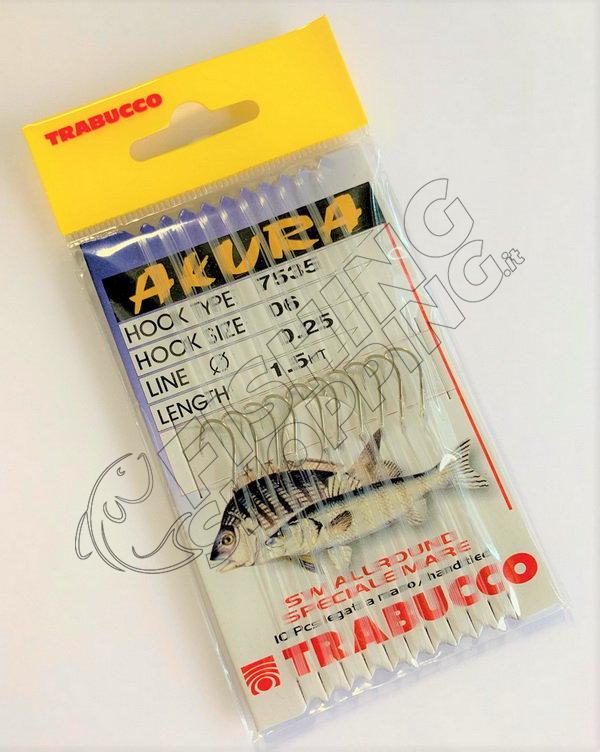 TRABUCCO
AKURA
HOOK TYPE 7535
HOOK SIZE 06
LINE Ø 0.25
LENGTH 1.5MT
FISHING
SHOPPING.it
SW ALLROUND
SPECIALE MARE
10 Pcs legati a mano / hand tied
TRABUCCO